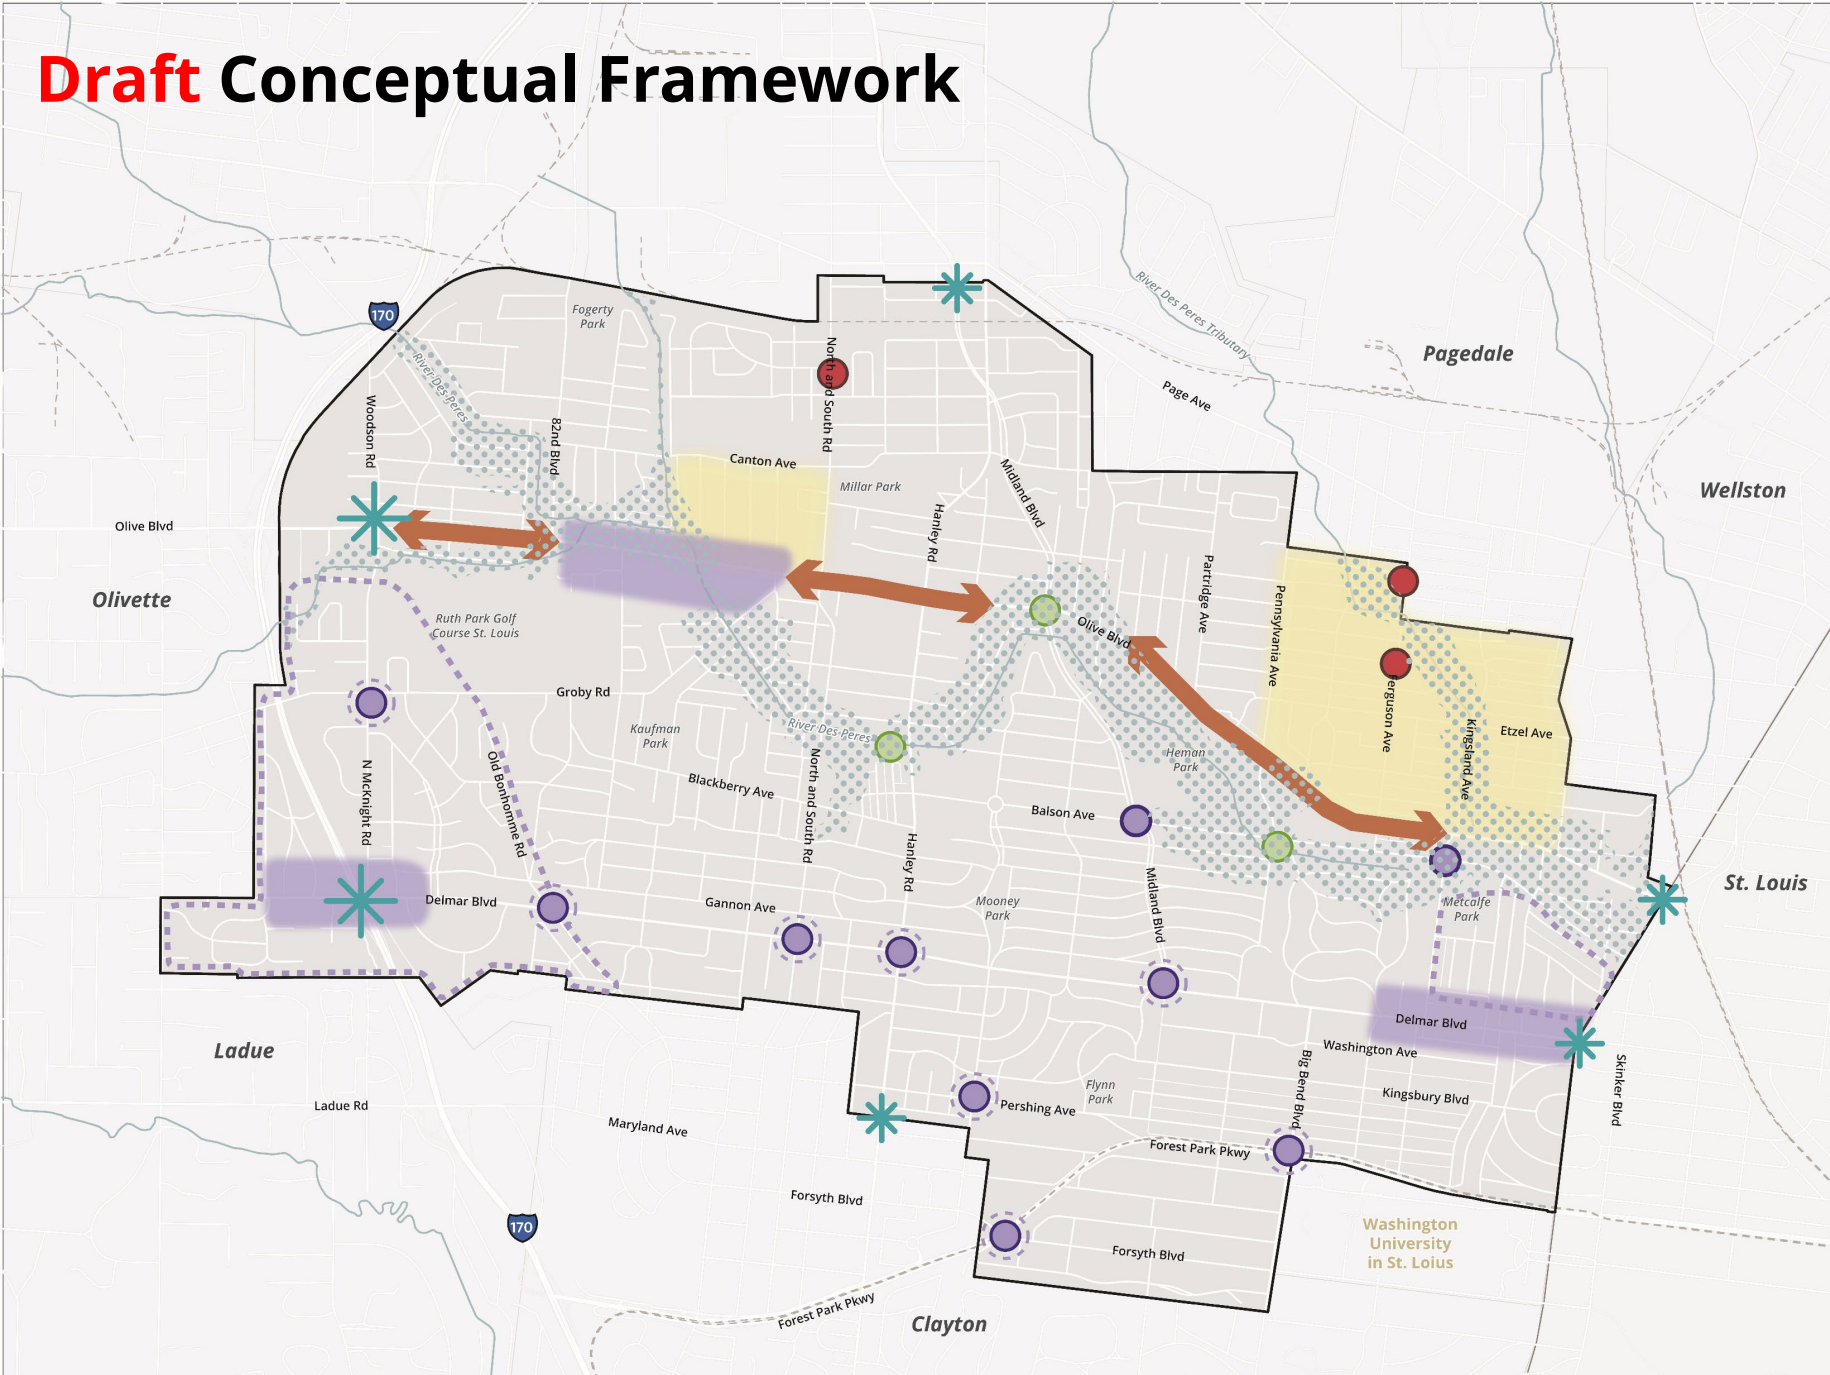 Draft Conceptual Framework
170
Fogerty
Park
River Des Peres Tributary
Pagedale
Page Ave
North and South Rd
River Des Peres
Woodson Rd
82nd Blvd
Canton Ave
Millar Park
Midland Blvd
Wellston
Olive Blvd
Hanley Rd
Partridge Ave
Pennsylvania Ave
Olivette
Ruth Park Golf
Course St. Louis
Olive Blvd
Ferguson Ave
Groby Rd
Kaufman
Park
River Des Peres
Kingsland Ave
Etzel Ave
Heman
Park
N McKnight Rd
Old Bonhomme Rd
Blackberry Ave
North and South Rd
Balson Ave
Hanley Rd
Midland Blvd
St. Louis
Delmar Blvd
Gannon Ave
Mooney
Park
Metcalfe
Park
Delmar Blvd
Ladue
Washington Ave
Big Bend Blvd
Skinker Blvd
Flynn
Park
Kingsbury Blvd
Ladue Rd
Pershing Ave
Maryland Ave
Forest Park Pkwy
Forsyth Blvd
170
Washington
University
in St. Loius
Forsyth Blvd
Forest Park Pkwy
Clayton